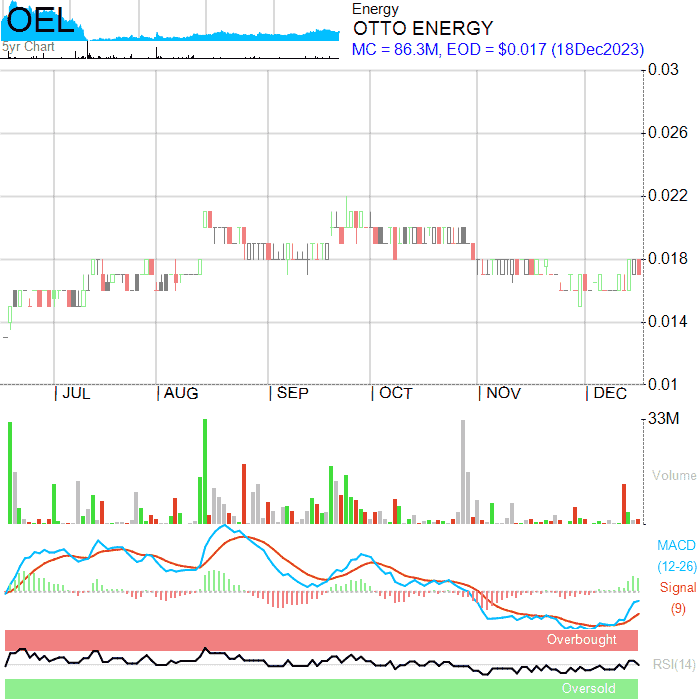 OEL
5yr Chart
Energy
OTTO ENERGY
MC = 86.3M, EOD = $0.017 (18Dec2023)
0.03
0.026
0.022
0.018
0.014
0.01
JUL AUG SEP OCT NOV DEC
33M
Volume
MACD
(12-26)
Signal
(9)
Overbought
RSI(14)
Oversold